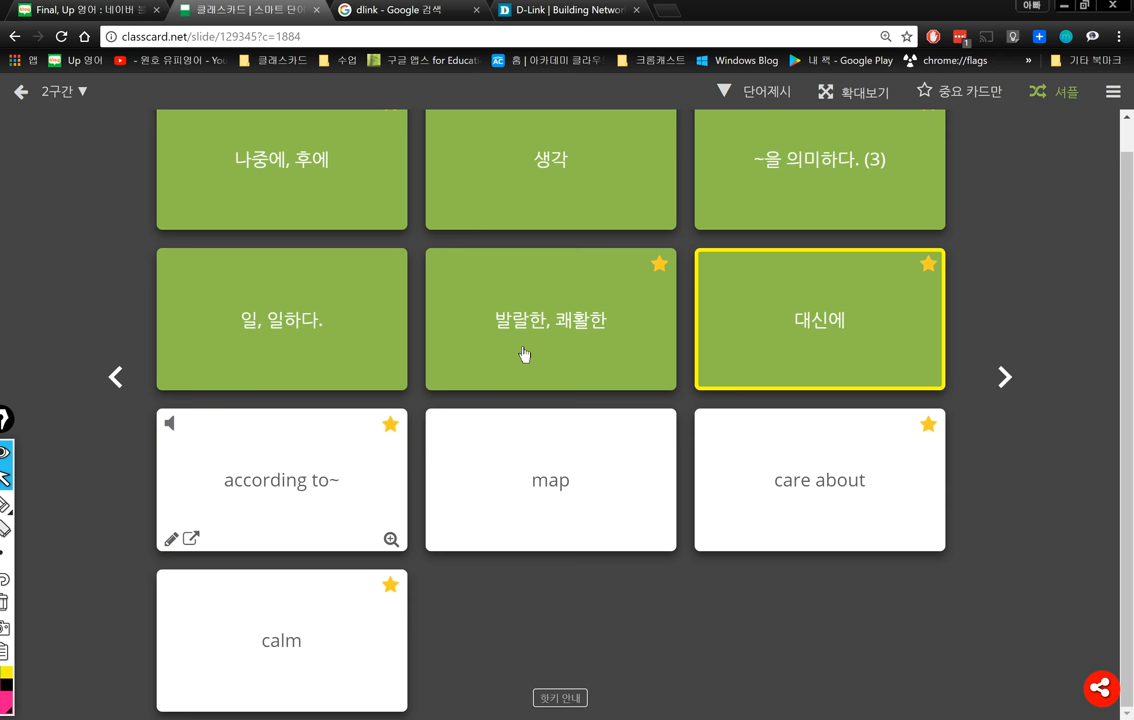 Final, Up 영어 : 네이버 블
클래스카드 | 스마트 단어
dlink - Google 검색
D-Link | Building Networ
아빠
classcard.net/slide/129345?c=1884
앱
Up 영어
- 원호 유피영어 - You
클래스카드
수업
구글 앱스 for Educati
홈 | 아카데미 클라우
크롬캐스트
Windows Blog
내 책 - Google Play
chrome://flags
»
기타 북마크
2구간 ▼
단어제시
확대보기
중요 카드만
셔플
나중에, 후에
생각
~을 의미하다. (3)
일, 일하다.
발랄한, 쾌활한
대신에
according to~
map
care about
calm
핫키 안내